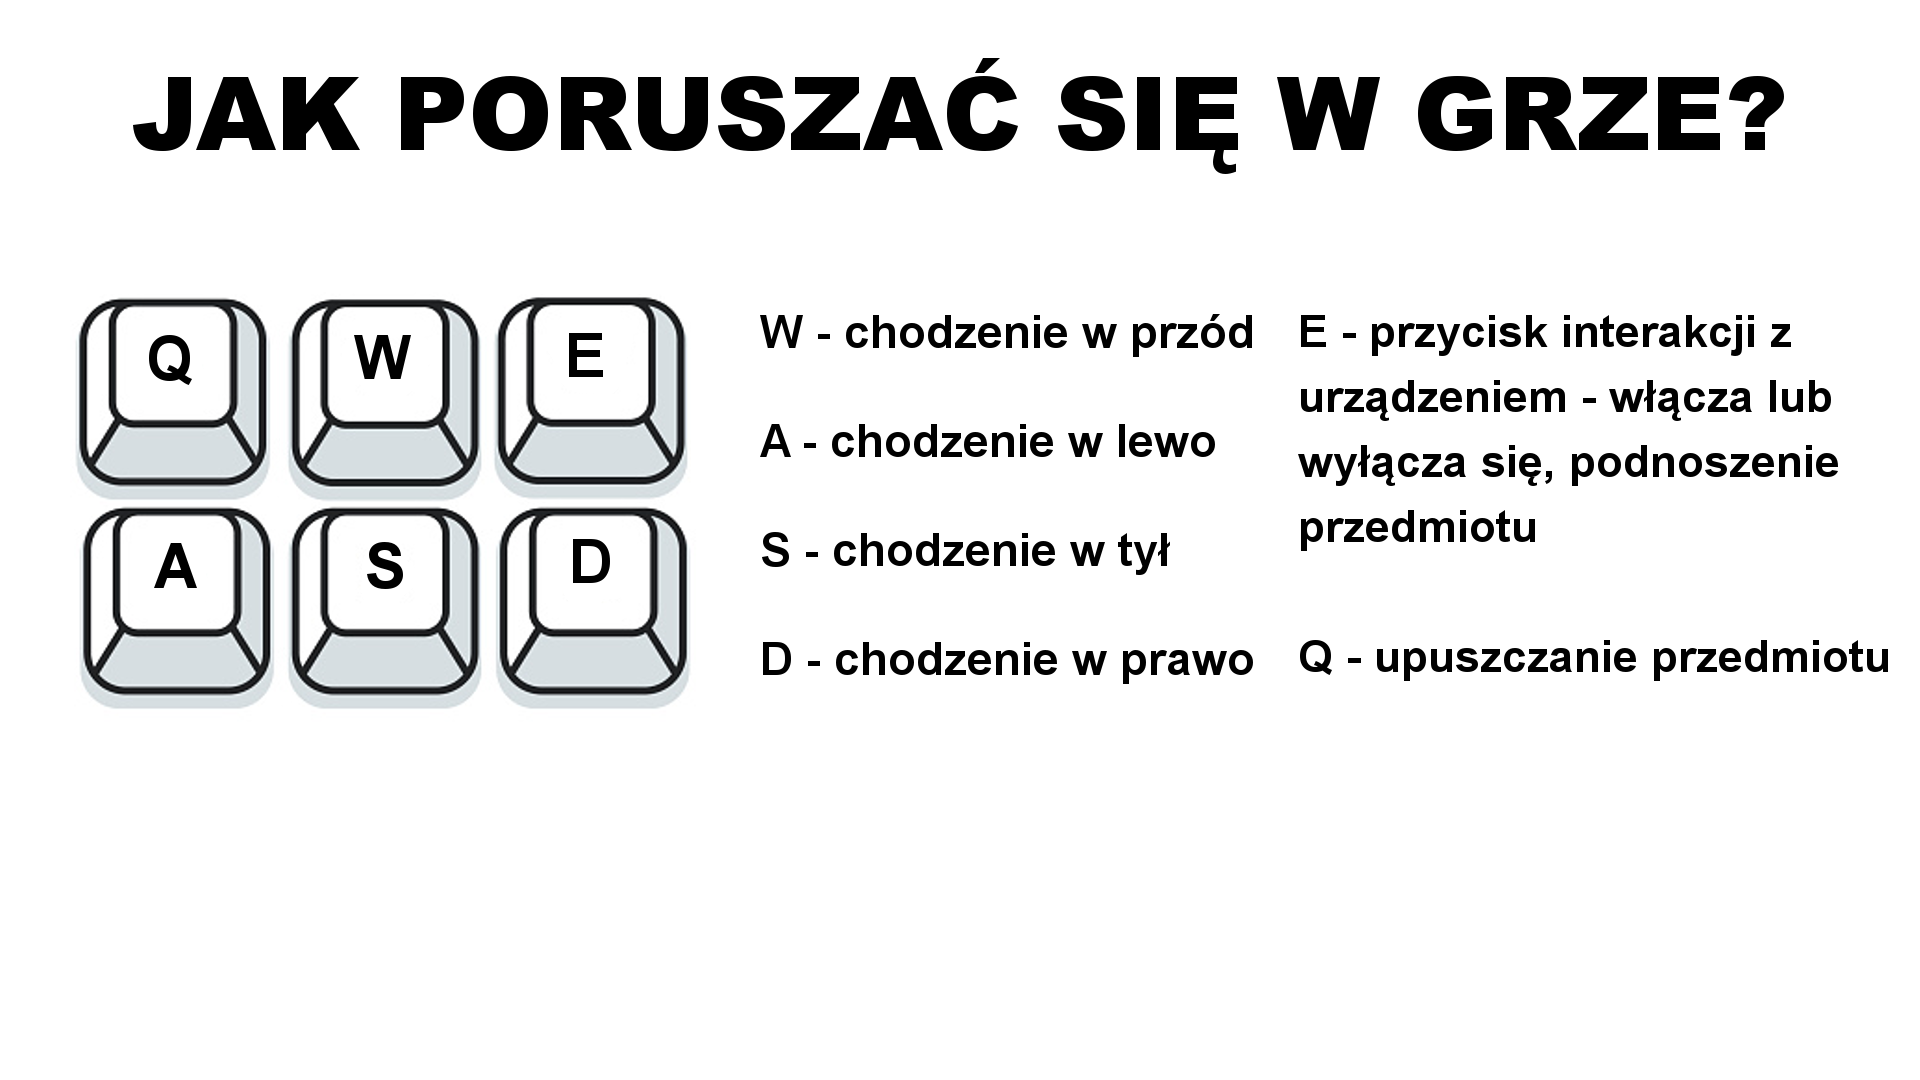 JAK PORUSZAĆ SIĘ W GRZE?
Q
W
E
A
S
D
W - chodzenie w przód
A - chodzenie w lewo
S - chodzenie w tył
D - chodzenie w prawo
E - przycisk interakcji z
urządzeniem - włącza lub
wyłącza się, podnoszenie
przedmiotu
Q - upuszczanie przedmiotu